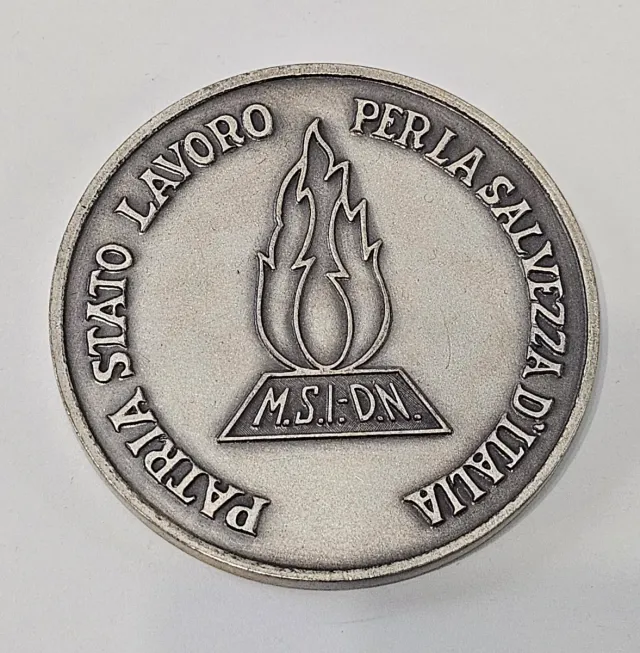 PATRIA STATO LAVORO
PER LA SALVEZZA D'ITALIA
M.S.I-D.N.